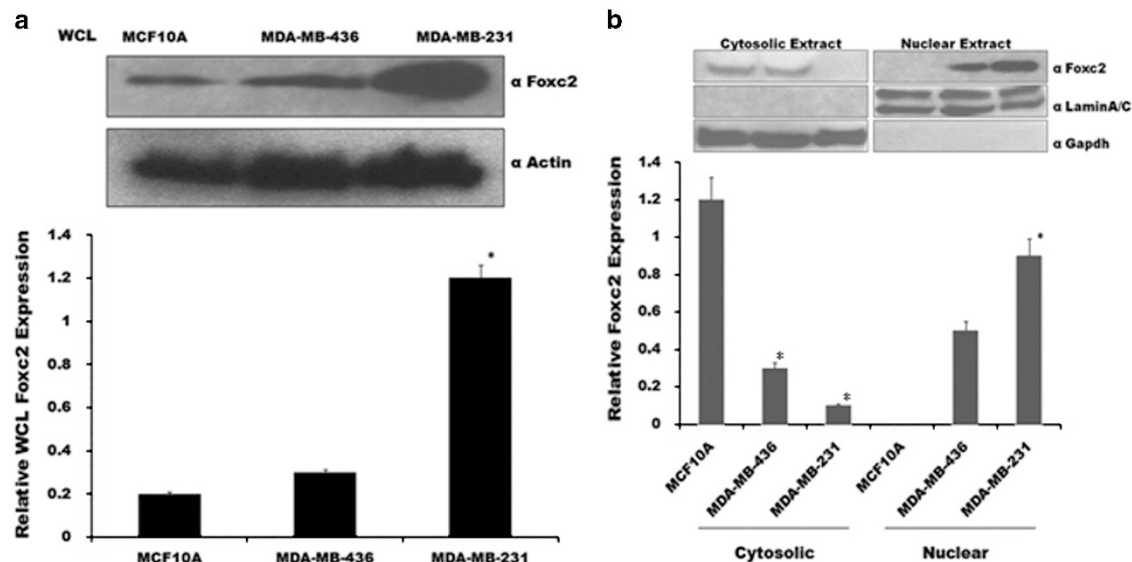 a
WCL MCF10A MDA-MB-436 MDA-MB-231
α Foxc2
α Actin
Relative WCL Foxc2 Expression
1.4
1.2
1
0.8
0.6
0.4
0.2
0
*
MCF10A MDA-MB-436 MDA-MB-231
b
Cytosolic Extract Nuclear Extract
α Foxc2
α LaminA/C
α Gapdh
Relative Foxc2 Expression
1.4
1.2
1
0.8
0.6
0.4
0.2
0
* * *
MCF10A MDA-MB-436 MDA-MB-231 MCF10A MDA-MB-436 MDA-MB-231
Cytosolic Nuclear